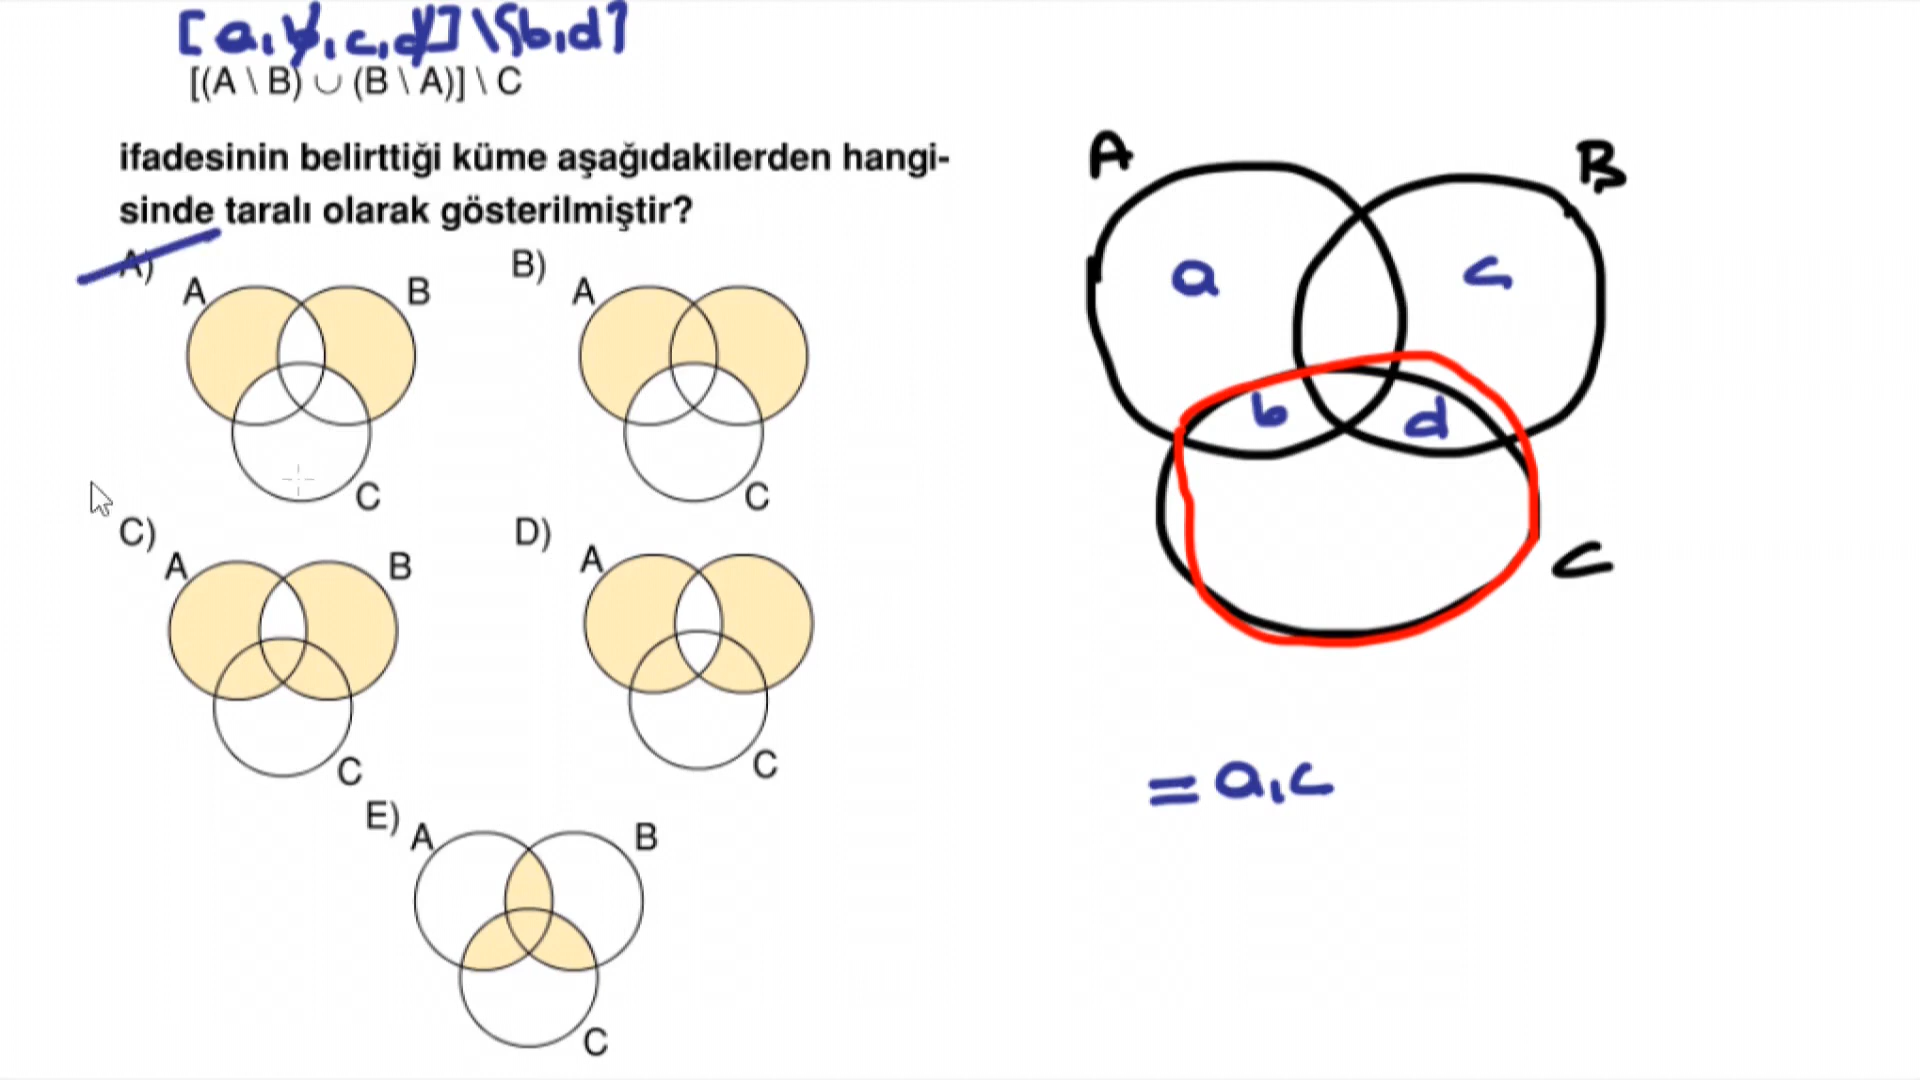 [a,b,c,d]\{b,d}
[(A \ B) ∪ (B \ A)] \ C
ifadesinin belirttiği küme aşağıdakilerden hangi-
sinde taralı olarak gösterilmiştir?
A) A B C
B) A C
C) A B C
D) A C
E) A B C
A B
a c
b d
C
= a,c